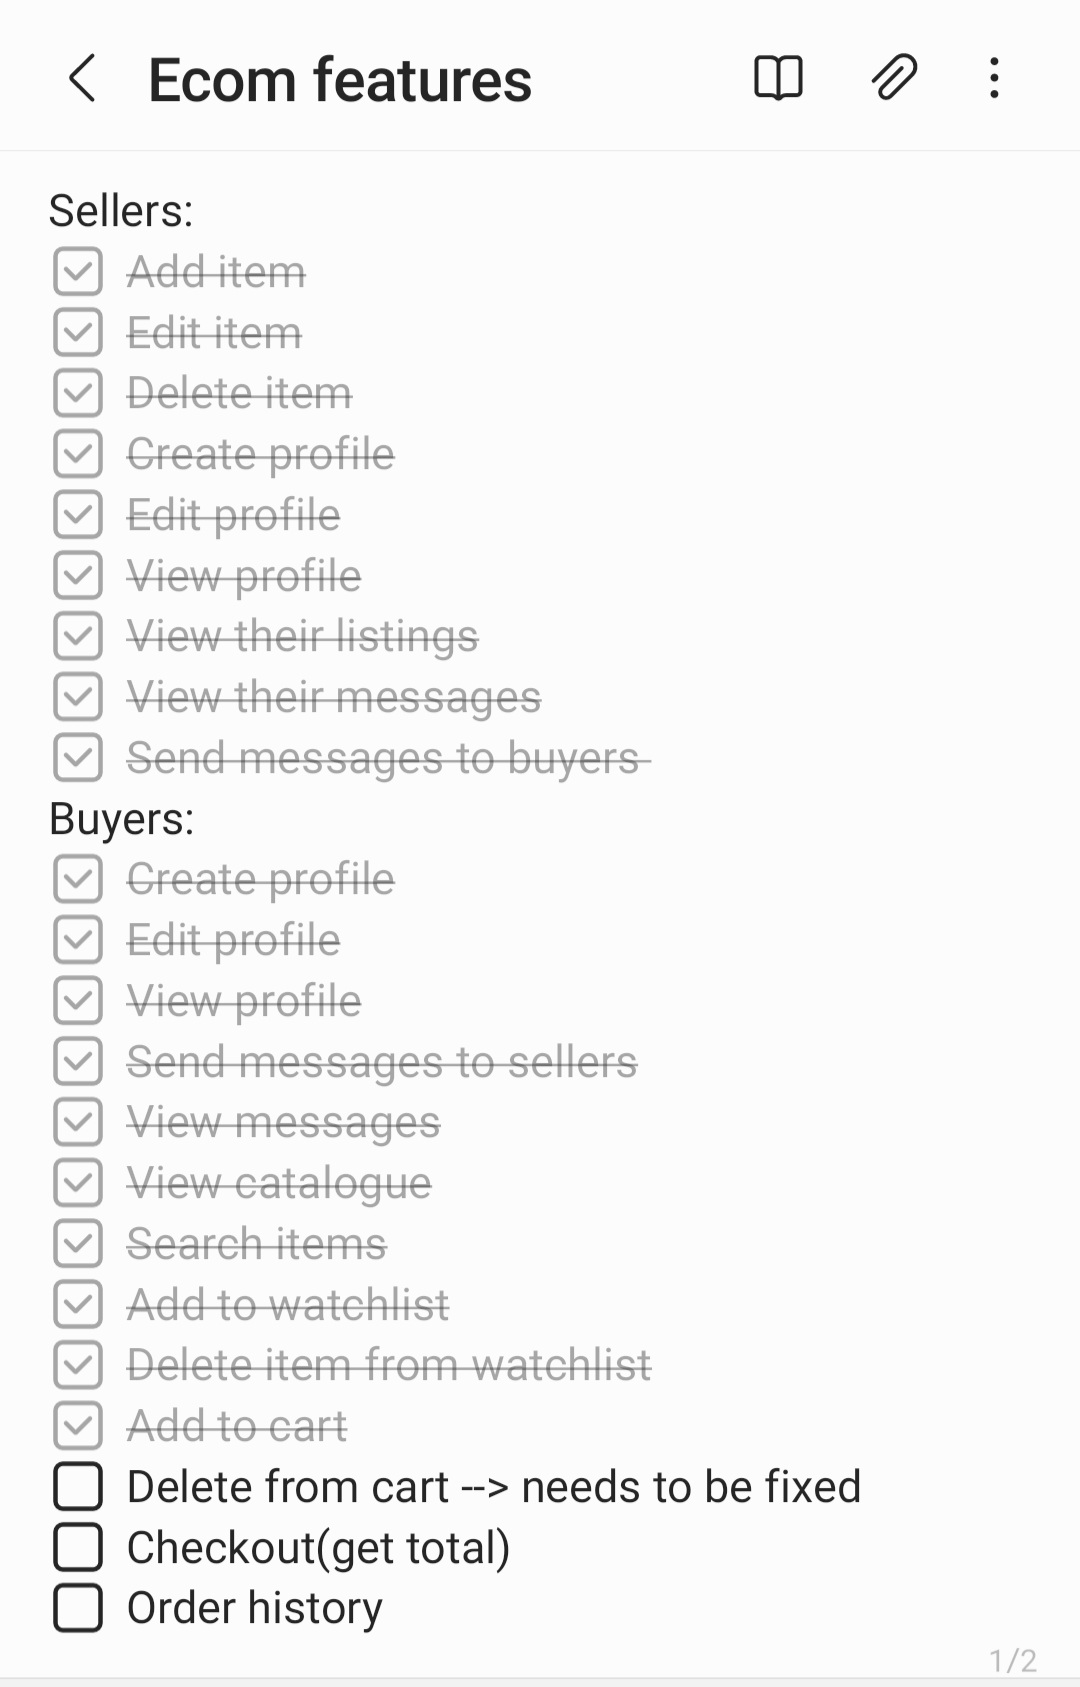 Ecom features
Sellers:
Add item
Edit item
Delete item
Create profile
Edit profile
View profile
View their listings
View their messages
Send messages to buyers
Buyers:
Create profile
Edit profile
View profile
Send messages to sellers
View messages
View catalogue
Search items
Add to watchlist
Delete item from watchlist
Add to cart
Delete from cart --> needs to be fixed
Checkout(get total)
Order history
1/2